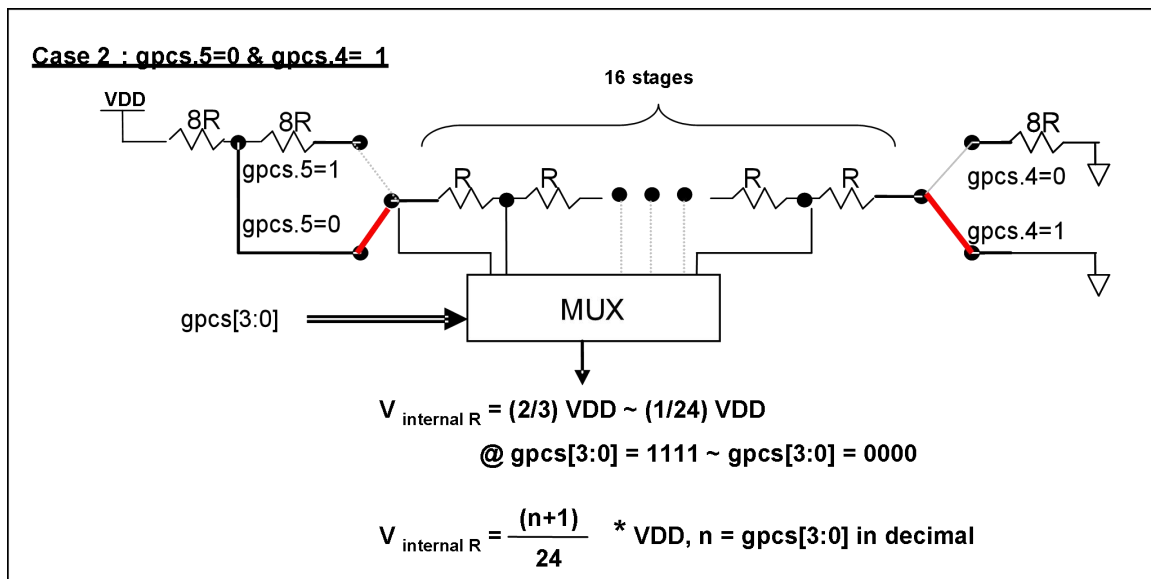 Case 2 : gpcs.5=0 & gpcs.4= 1
16 stages
VDD
8R
8R
8R
gpcs.5=1
R
R
R
R
gpcs.4=0
gpcs.5=0
gpcs.4=1
gpcs[3:0]
MUX
V internal R = (2/3) VDD ~ (1/24) VDD
@ gpcs[3:0] = 1111 ~ gpcs[3:0] = 0000
V internal R = (n+1) / 24 * VDD, n = gpcs[3:0] in decimal